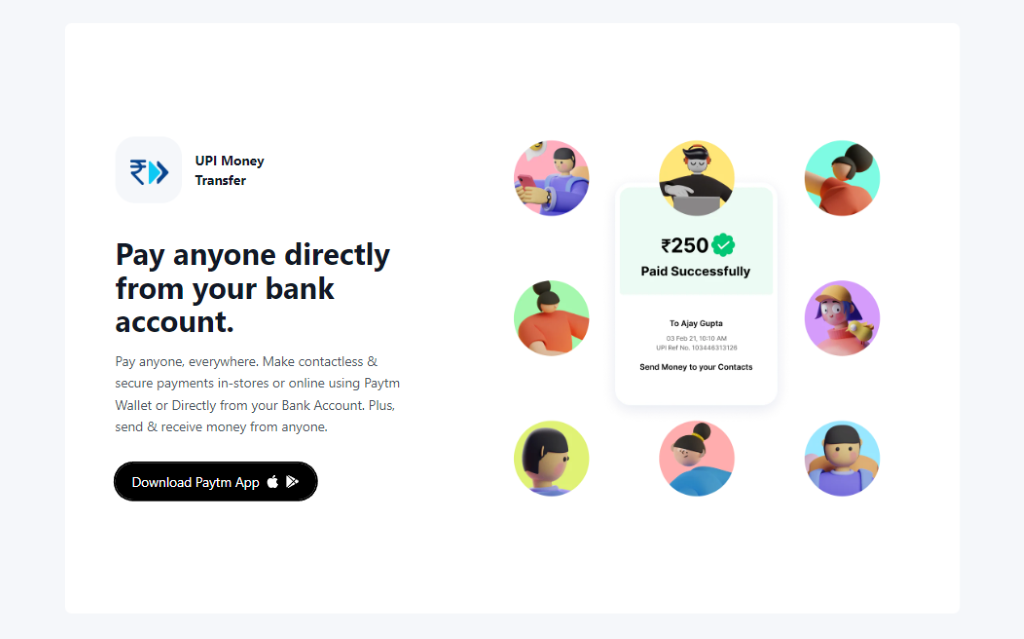 UPI Money
Transfer
Pay anyone directly
from your bank
account.
Pay anyone, everywhere. Make contactless &
secure payments in-stores or online using Paytm
Wallet or Directly from your Bank Account. Plus,
send & receive money from anyone.
Download Paytm App
₹250
Paid Successfully
To Ajay Gupta
03 Feb 21, 16:10 AM
UPI Ref No. 103448313126
Send Money to your Contacts